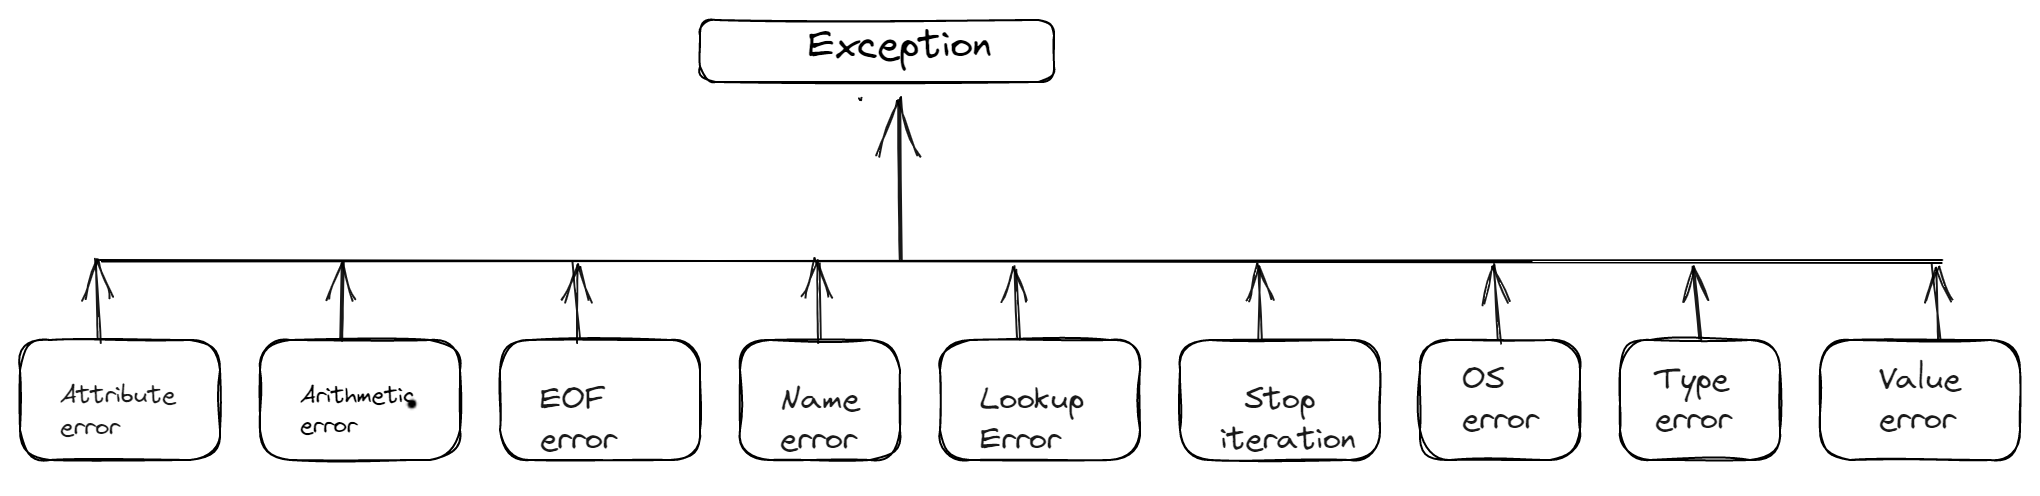 Exception
Attribute
error
Arithmetic
error
EOF
error
Name
error
Lookup
Error
Stop
iteration
OS
error
Type
error
Value
error